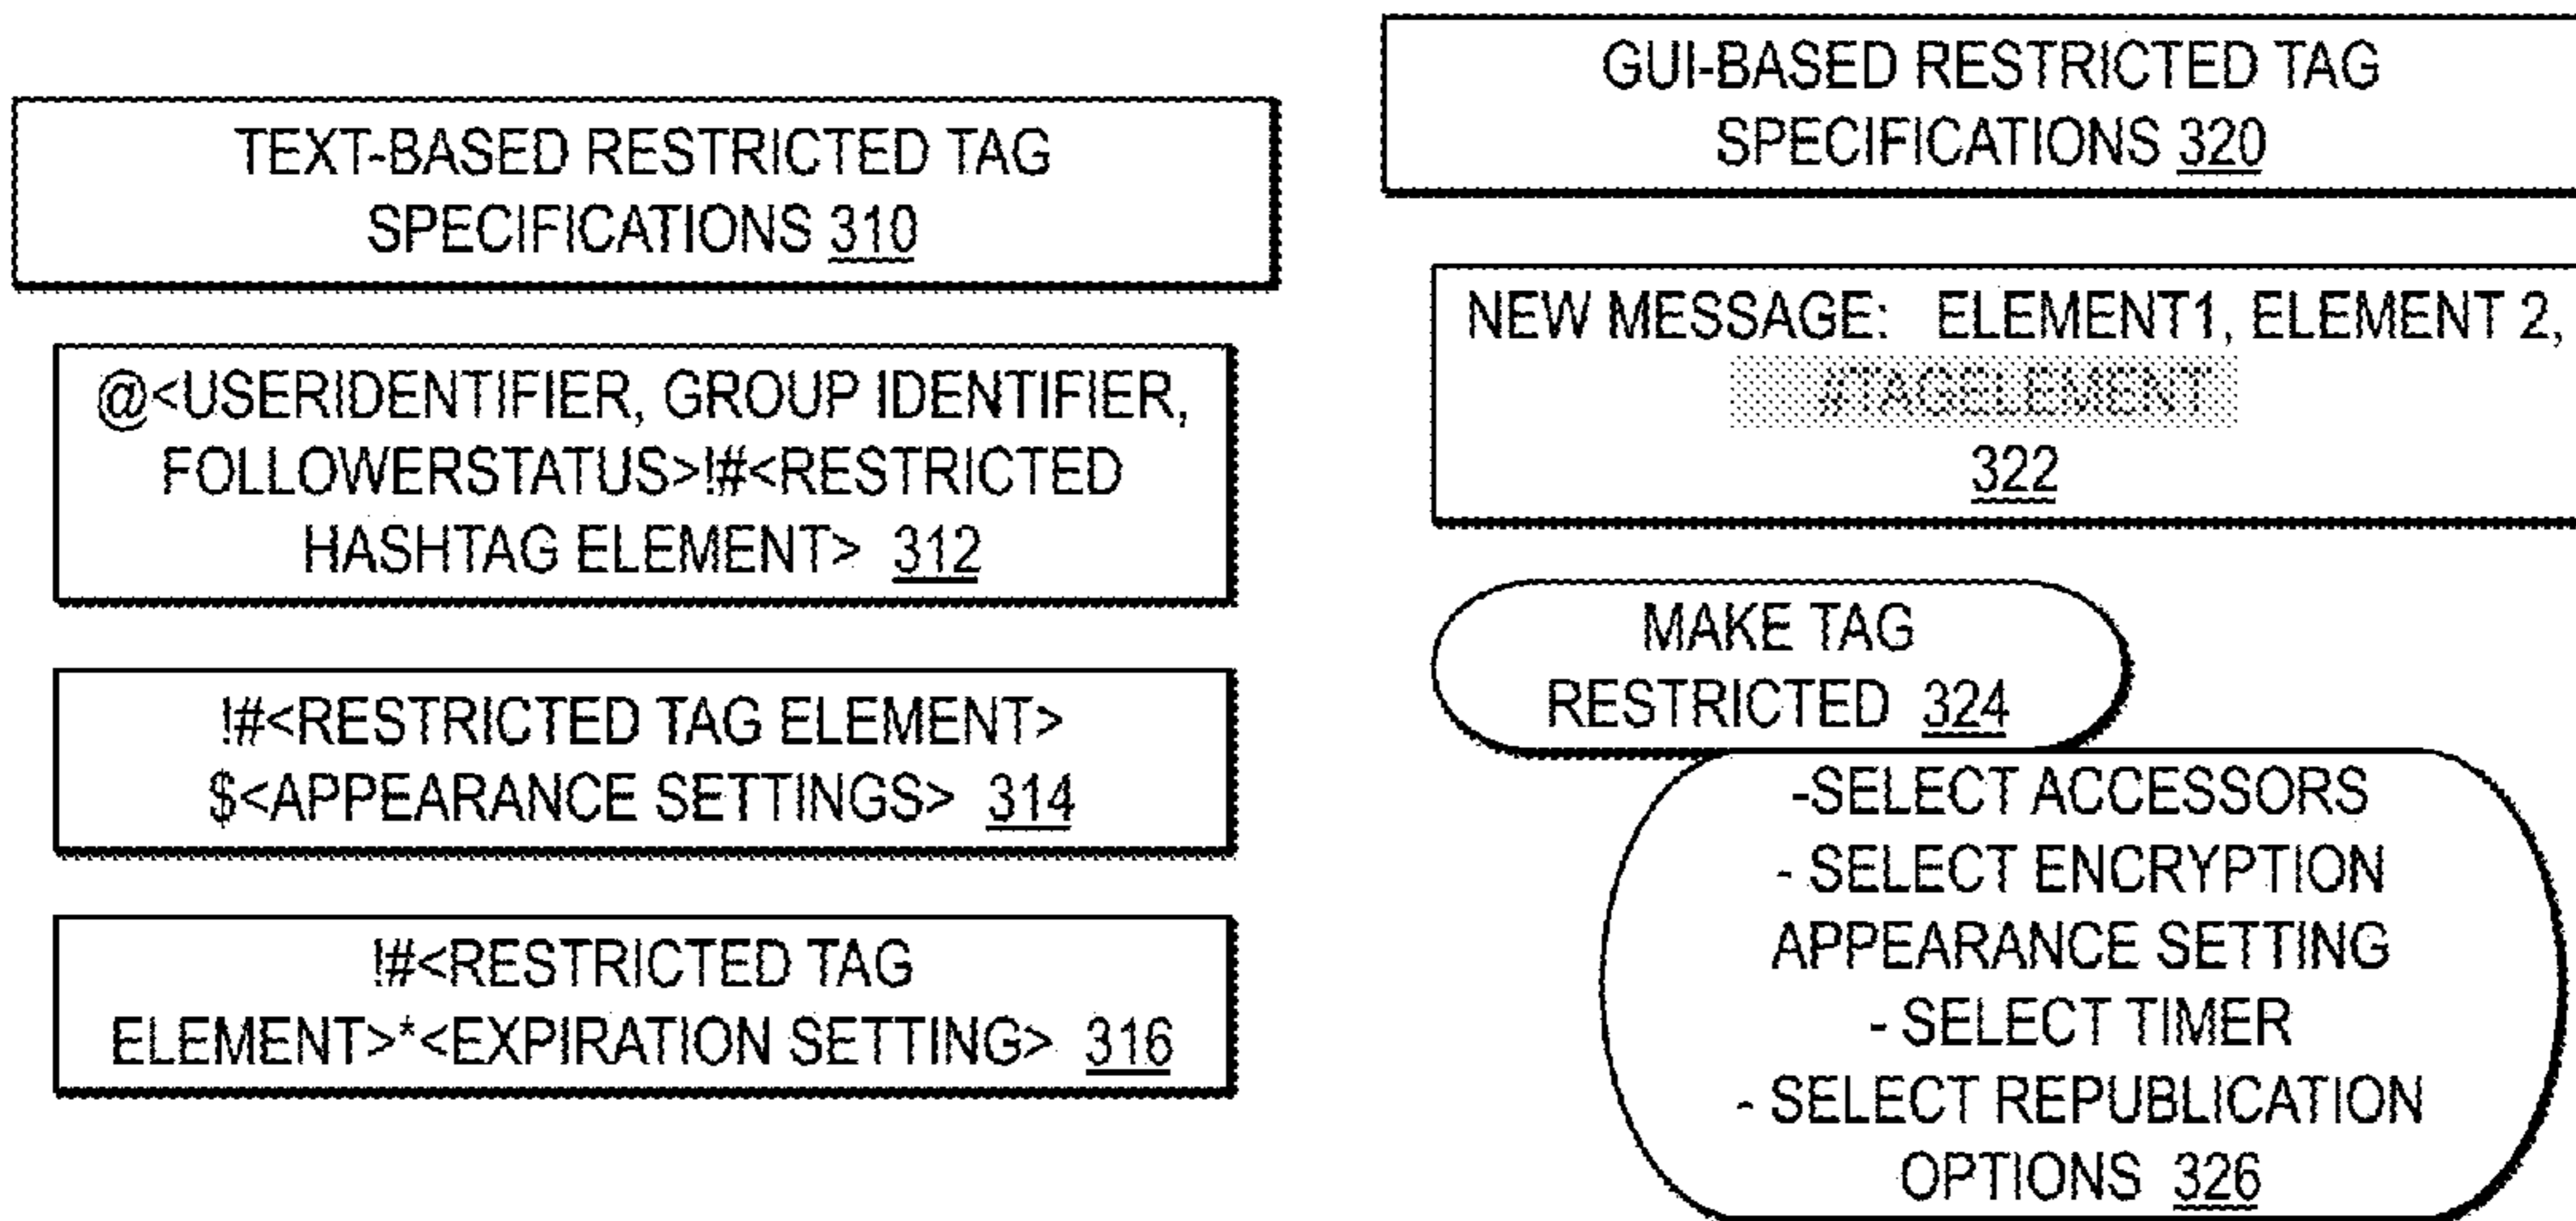 TEXT-BASED RESTRICTED TAG
SPECIFICATIONS 310
@<USERIDENTIFIER, GROUP IDENTIFIER,
FOLLOWERSTATUS>!#<RESTRICTED
HASHTAG ELEMENT> 312
!#<RESTRICTED TAG ELEMENT>
$<APPEARANCE SETTINGS> 314
!#<RESTRICTED TAG
ELEMENT>*<EXPIRATION SETTING> 316
GUI-BASED RESTRICTED TAG
SPECIFICATIONS 320
NEW MESSAGE: ELEMENT1, ELEMENT 2,
#TAGELEMENT
322
MAKE TAG
RESTRICTED 324
-SELECT ACCESSORS
- SELECT ENCRYPTION
APPEARANCE SETTING
- SELECT TIMER
- SELECT REPUBLICATION
OPTIONS 326